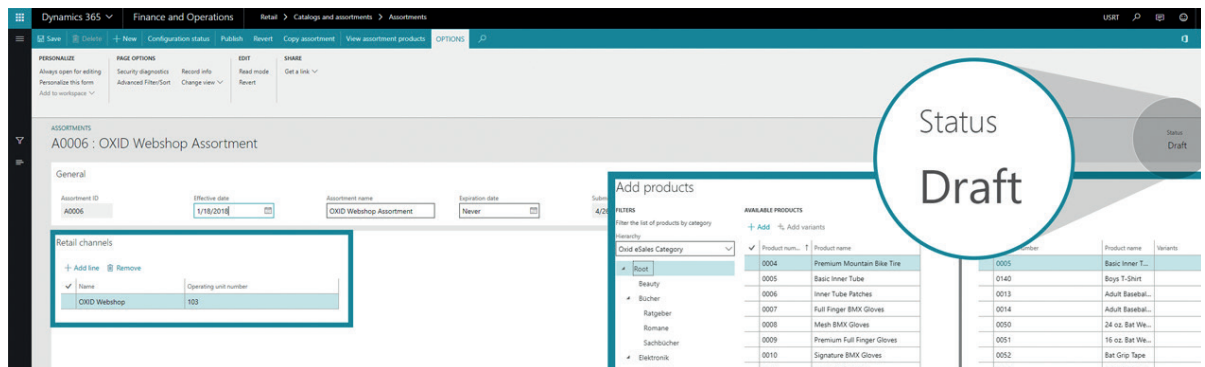 Dynamics 365 Finance and Operations Retail > Catalogs and assortments > Assortments USRT
Save Delete + New Configuration status Publish Revert Copy assortment View assortment products OPTIONS
PERSONALIZE PAGE OPTIONS EDIT SHARE
Always open for editing Security diagnostics Record info Read mode Get a link
Personalize this form Advanced Filter/Sort Change view Revert
Add to workspace
Status
Draft
Status
Draft
ASSORTMENTS
A0006 : OXID Webshop Assortment
General
Assortment ID Effective date Assortment name Expiration date
A0006 1/18/2018 OXID Webshop Assortment Never
Retail channels
+ Add line Remove
Name Operating unit number
OXID Webshop 103
Add products
FILTERS
Filter the list of products by category
Hierarchy
Oxid eSales Category
Root
Beauty
Bücher
Ratgeber
Romane
Sachbücher
Elektronik
AVAILABLE PRODUCTS
+ Add Add variants
Product num... ↑ Product name
0004 Premium Mountain Bike Tire
0005 Basic Inner Tube
0006 Inner Tube Patches
0007 Full Finger BMX Gloves
0008 Mesh BMX Gloves
0009 Premium Full Finger Gloves
0010 Signature BMX Gloves
Product name Variants
0005 Basic Inner T...
0140 Boys T-Shirt
0013 Adult Basebal...
0014 Adult Basebal...
0050 24 oz. Bat We...
0051 16 oz. Bat We...
0052 Bat Grip Tape